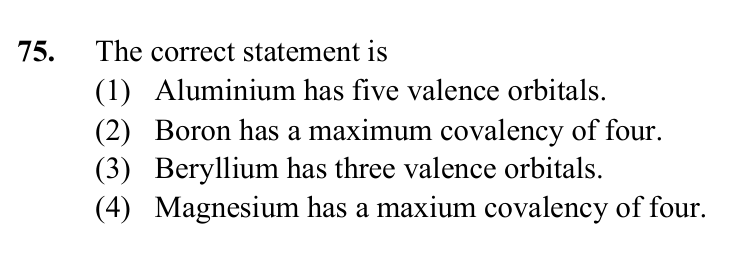 75. The correct statement is
(1) Aluminium has five valence orbitals.
(2) Boron has a maximum covalency of four.
(3) Beryllium has three valence orbitals.
(4) Magnesium has a maxium covalency of four.